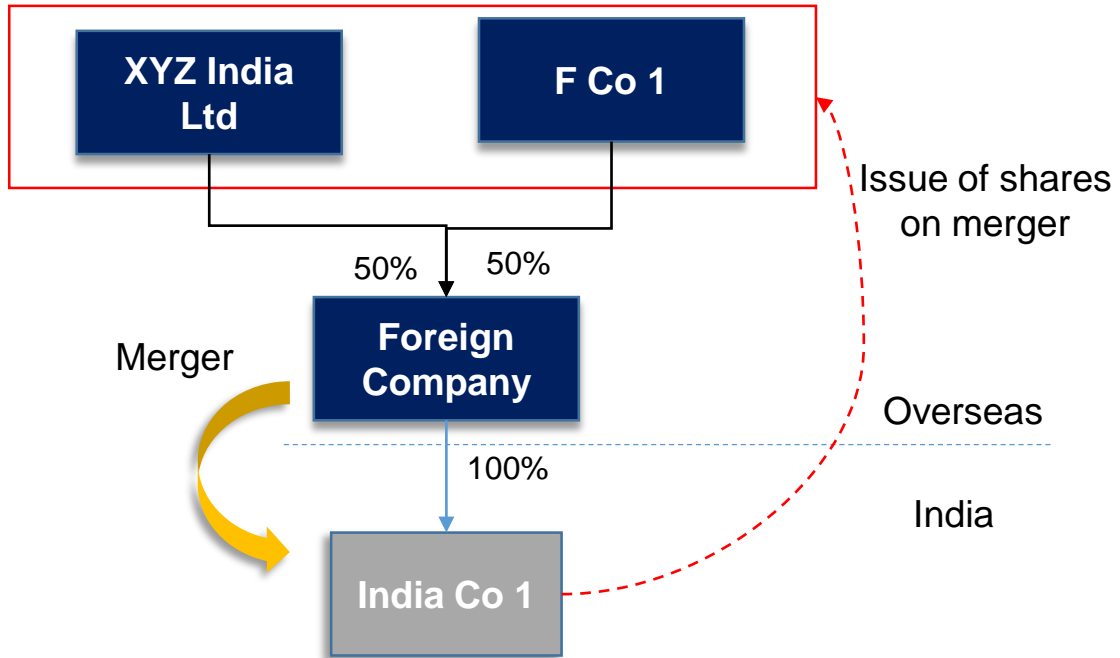 XYZ India
Ltd
F Co 1
Issue of shares
on merger
50%
50%
Foreign
Company
Merger
Overseas
100%
India
India Co 1